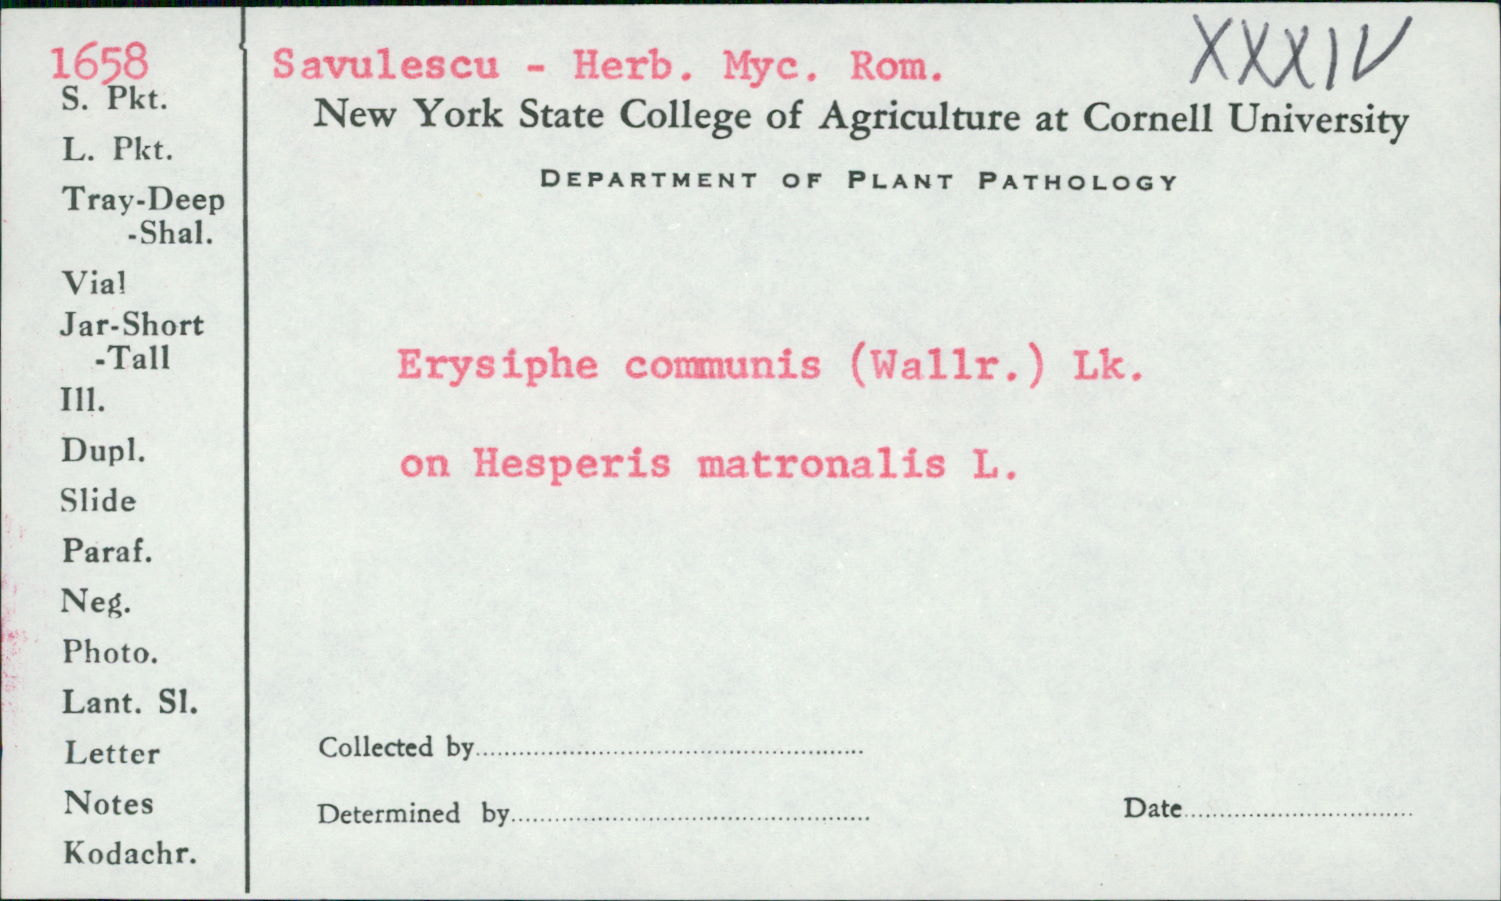 1658
S. Pkt.
L. Pkt.
Tray-Deep
-Shal.
Vial
Jar-Short
-Tall
Ill.
Dupl.
Slide
Paraf.
Neg.
Photo.
Lant. Sl.
Letter
Notes
Kodachr.
Savulescu - Herb. Myc. Rom.
XXXIV
New York State College of Agriculture at Cornell University
DEPARTMENT OF PLANT PATHOLOGY
Erysiphe communis (Wallr.) Lk.
on Hesperis matronalis L.
Collected by
Determined by
Date